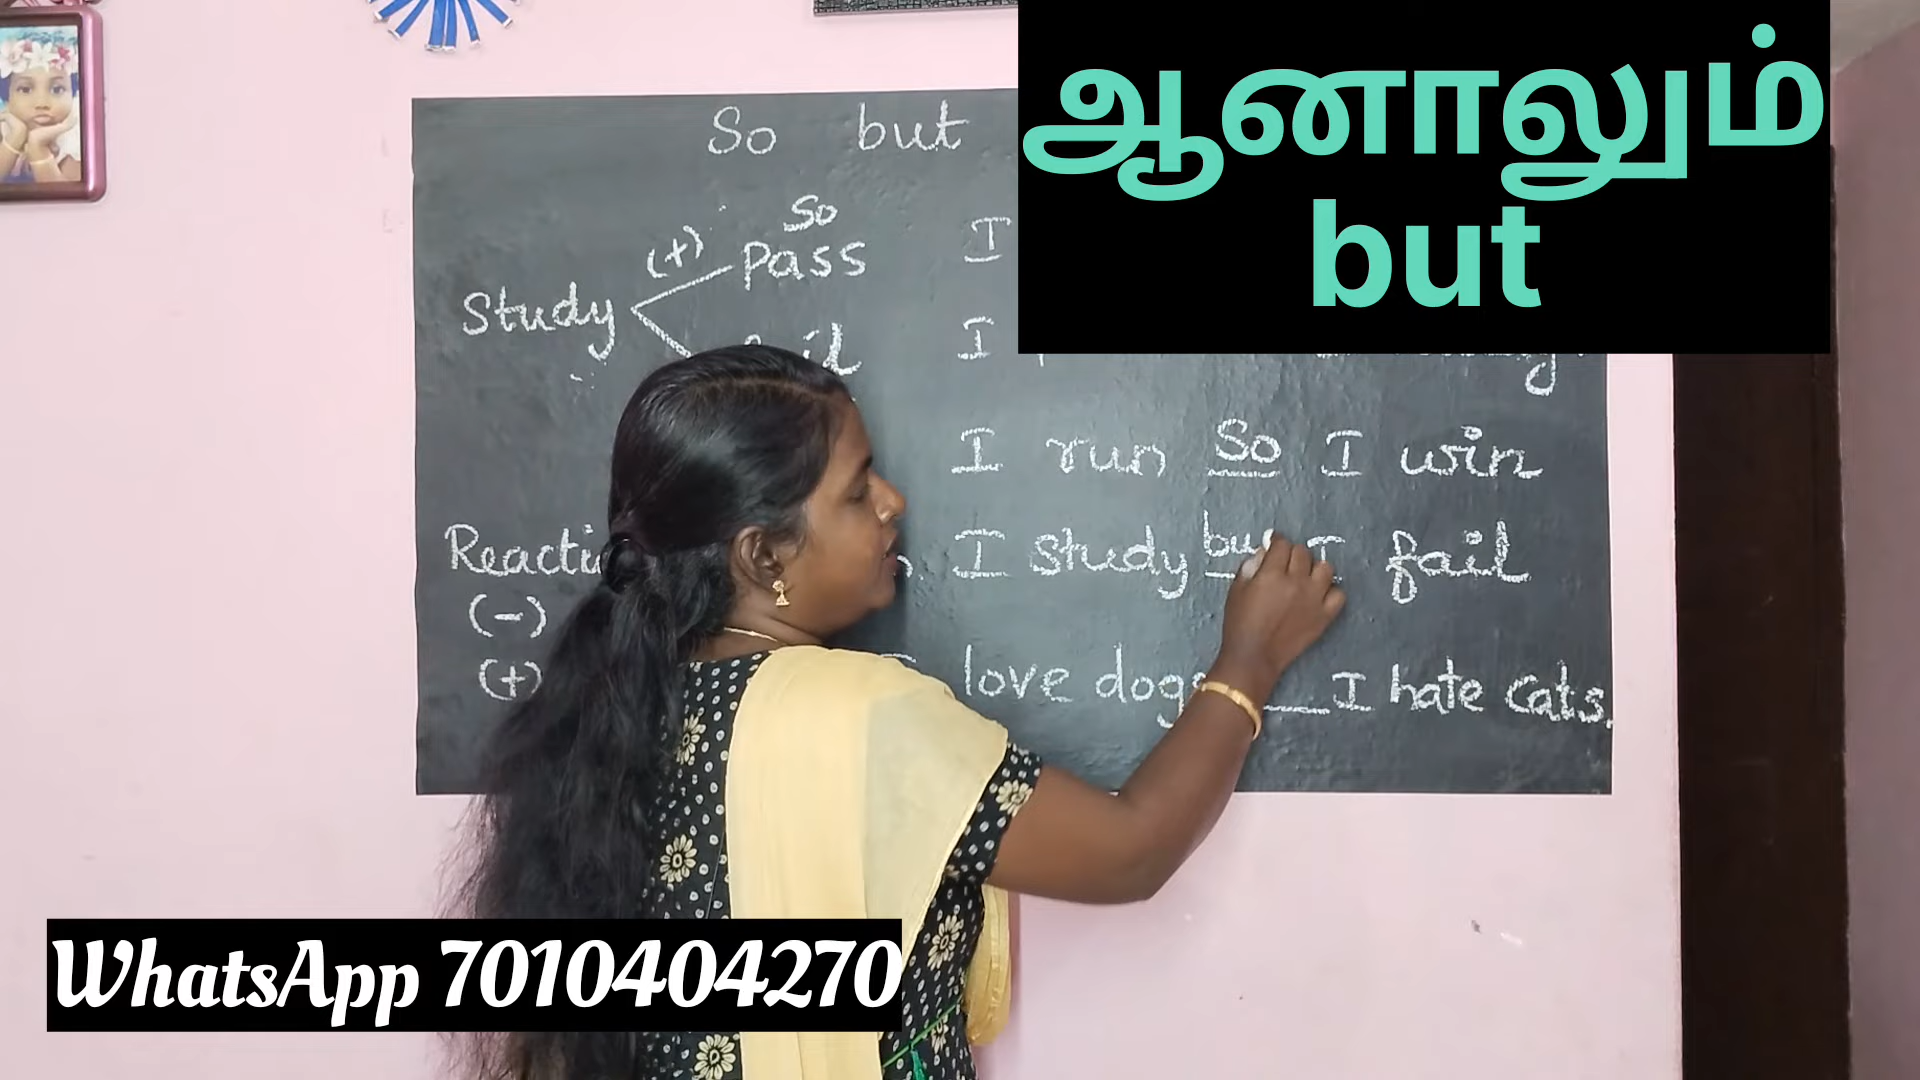 ஆனாலும்
but
So but
So
(+) Pass I
Study
I
I run So I win
I study but I fail
(-)
love dogs __ I hate cats.
(+)
WhatsApp 7010404270